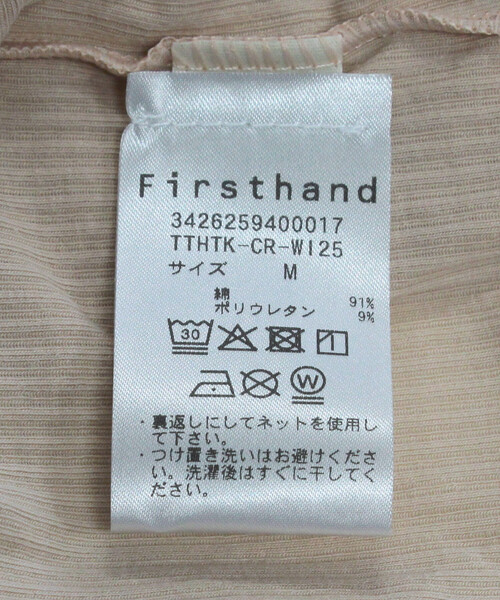 Firsthand
3426259400017
TTHTK-CR-WI25
サイズ M
綿 91%
ポリウレタン 9%
30
W
・裏返しにしてネットを使用し
て下さい。
・つけ置き洗いはお避けくださ
い。洗濯後はすぐに干してく
ださい。